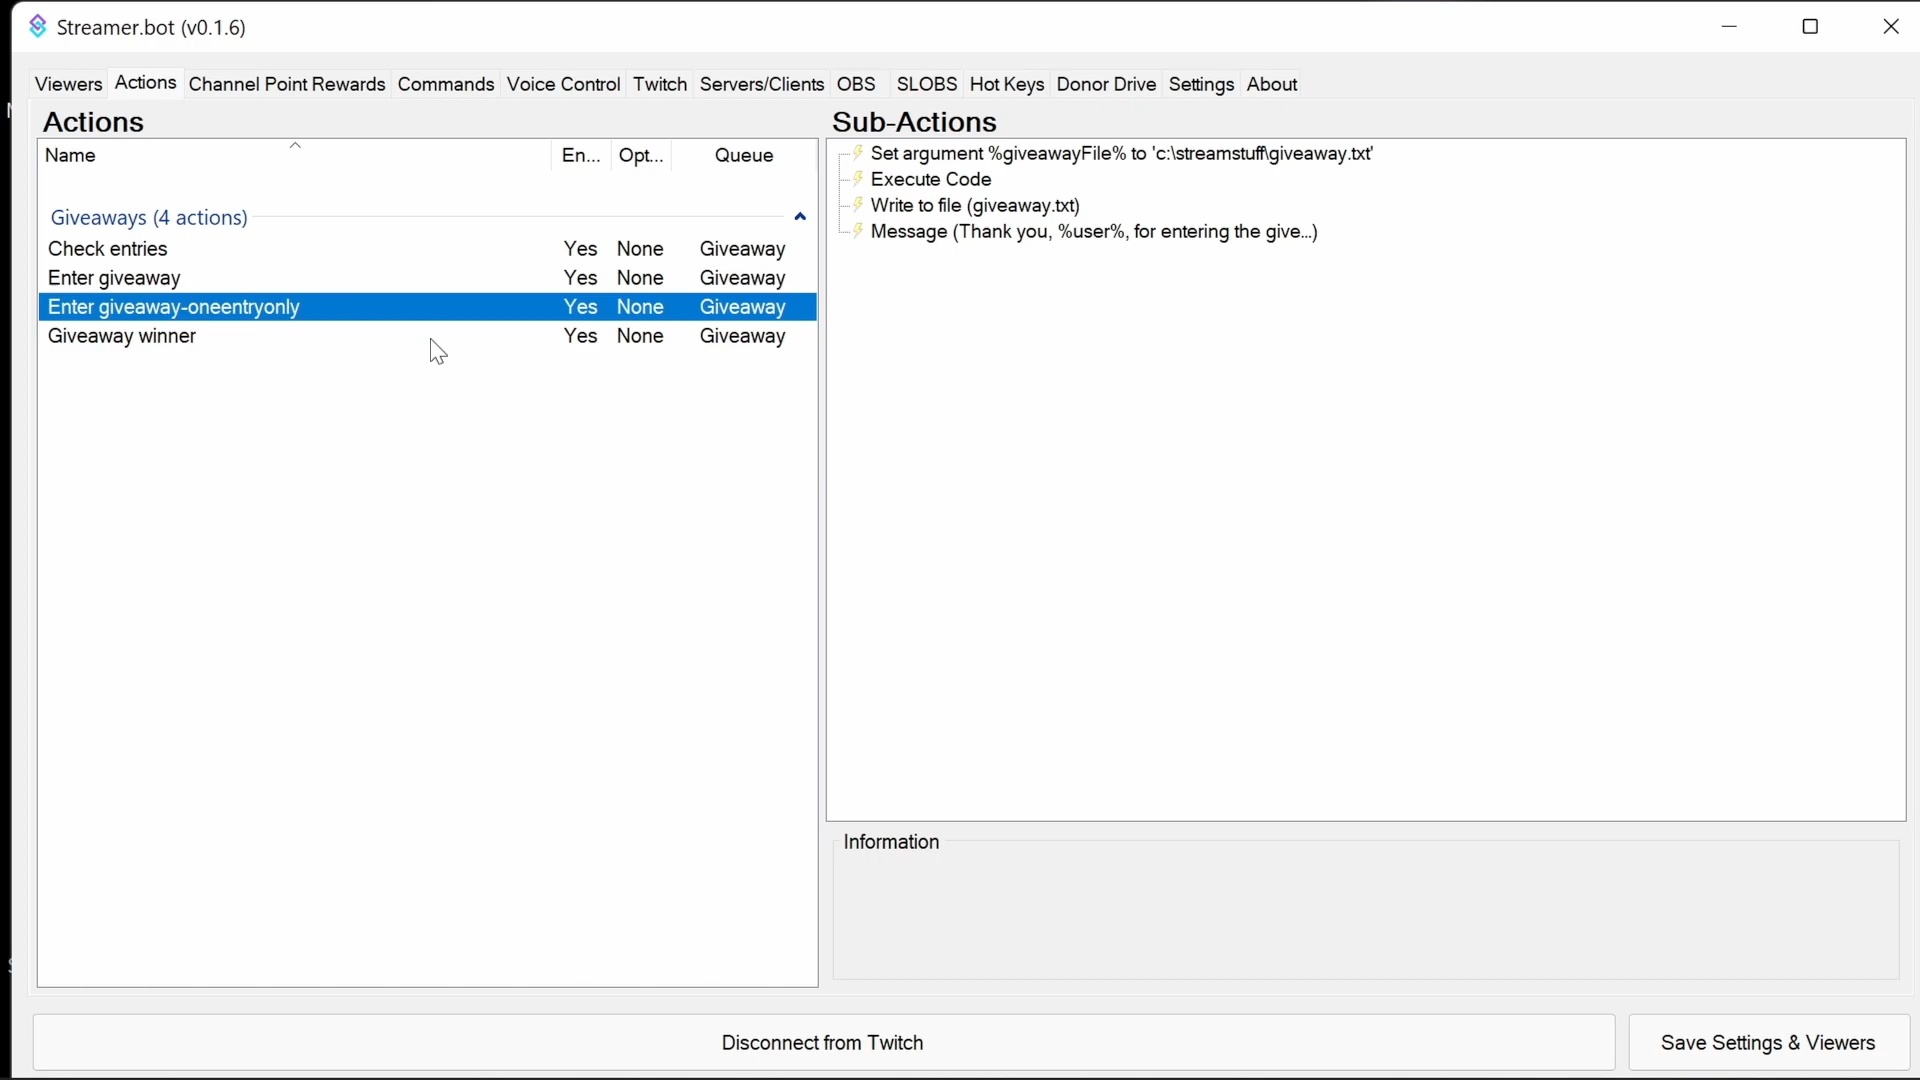 Streamer.bot (v0.1.6)
Viewers Actions Channel Point Rewards Commands Voice Control Twitch Servers/Clients OBS SLOBS Hot Keys Donor Drive Settings About
Actions
Name En... Opt... Queue
Giveaways (4 actions)
Check entries Yes None Giveaway
Enter giveaway Yes None Giveaway
Enter giveaway-oneentryonly Yes None Giveaway
Giveaway winner Yes None Giveaway
Sub-Actions
Set argument %giveawayFile% to 'c:\streamstuff\giveaway.txt'
Execute Code
Write to file (giveaway.txt)
Message (Thank you, %user%, for entering the give...)
Information
Disconnect from Twitch
Save Settings & Viewers